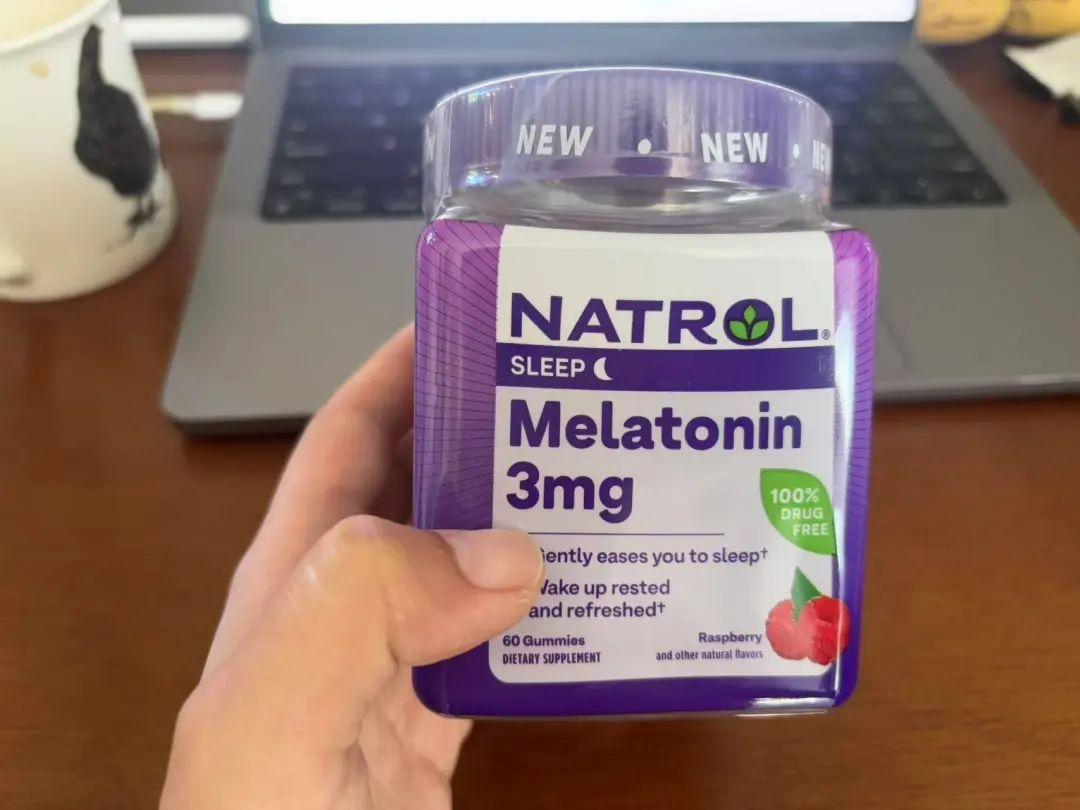 NEW • NEW •
NATROL®
SLEEP
Melatonin
3mg
100%
DRUG
FREE
ently eases you to sleep†
ake up rested
and refreshed†
60 Gummies
DIETARY SUPPLEMENT
Raspberry
and other natural flavors